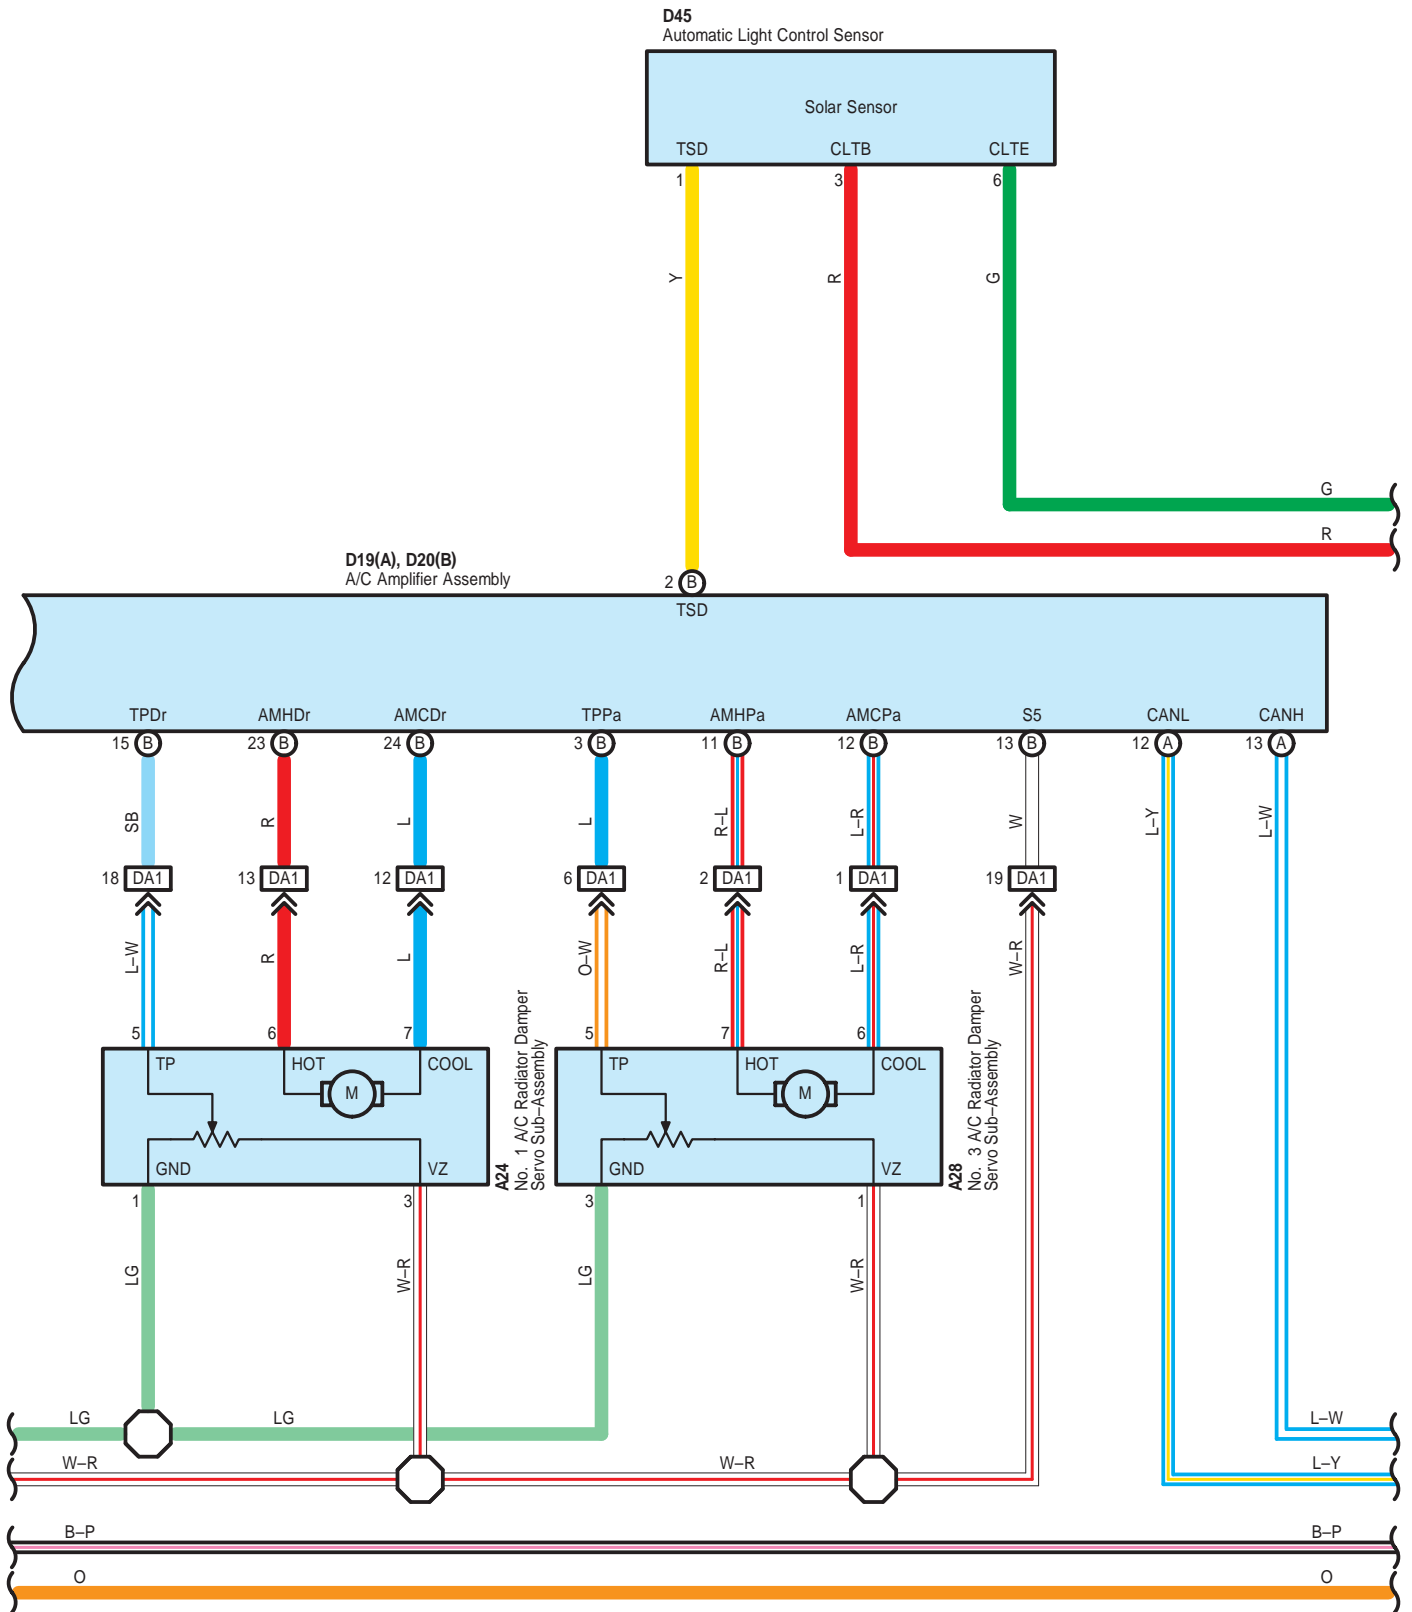 D45
Automatic Light Control Sensor
Solar Sensor
TSD CLTB CLTE
1 3 6
Y R G
G
R
D19(A), D20(B)
A/C Amplifier Assembly
2 B
TSD
TPDr AMHDr AMCDr TPPa AMHPa AMCPa S5 CANL CANH
15 B 23 B 24 B 3 B 11 B 12 B 13 B 12 A 13 A
SB R L L R–L L–R W L–Y L–W
18 DA1 13 DA1 12 DA1 6 DA1 2 DA1 1 DA1 19 DA1
L–W R L O–W R–L L–R W–R
5 6 7 5 7 6
TP HOT COOL TP HOT COOL
M M
GND VZ GND VZ
A24
No. 1 A/C Radiator Damper
Servo Sub–Assembly
A28
No. 3 A/C Radiator Damper
Servo Sub–Assembly
1 3 3 1
LG W–R LG W–R
LG LG L–W
W–R W–R L–Y
B–P B–P
O O